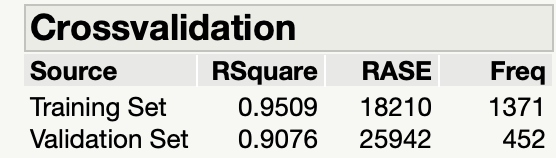 Crossvalidation
Source RSquare RASE Freq
Training Set 0.9509 18210 1371
Validation Set 0.9076 25942 452